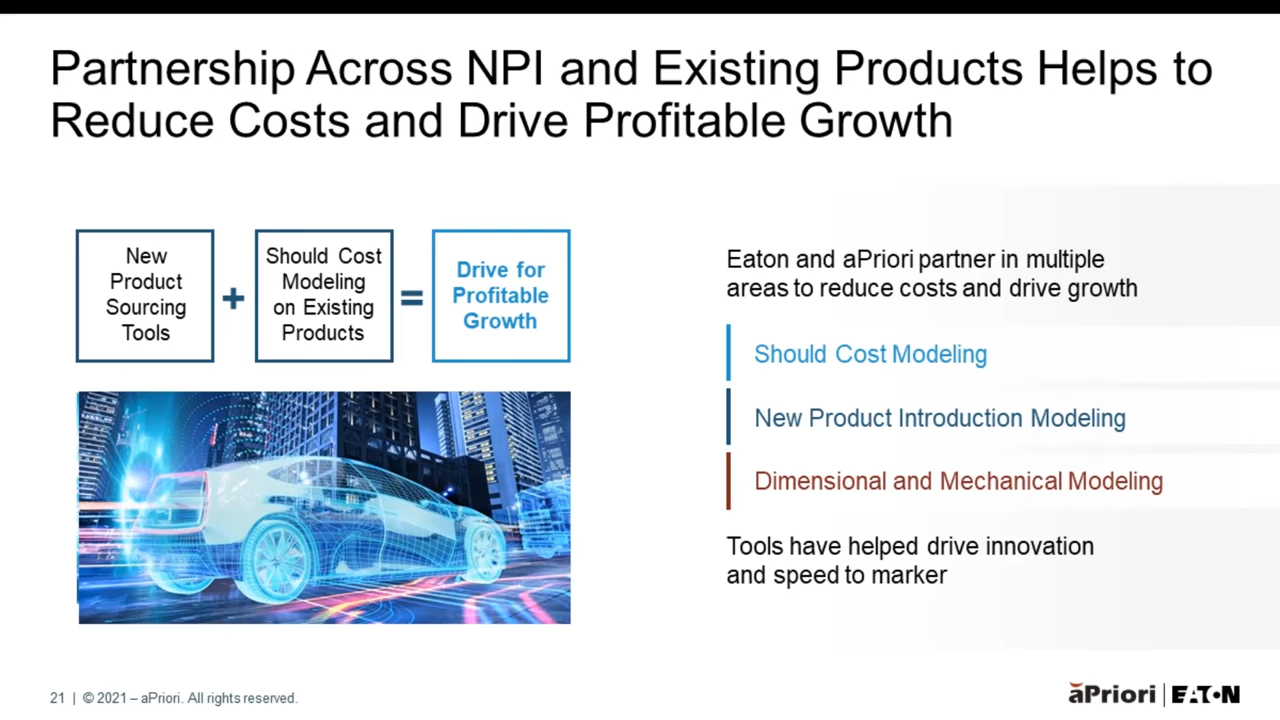 Partnership Across NPI and Existing Products Helps to
Reduce Costs and Drive Profitable Growth
New
Product
Sourcing
Tools
+
Should Cost
Modeling
on Existing
Products
=
Drive for
Profitable
Growth
Eaton and aPriori partner in multiple
areas to reduce costs and drive growth
Should Cost Modeling
New Product Introduction Modeling
Dimensional and Mechanical Modeling
Tools have helped drive innovation
and speed to marker
21 | © 2021 – aPriori. All rights reserved.
aPriori | EATON